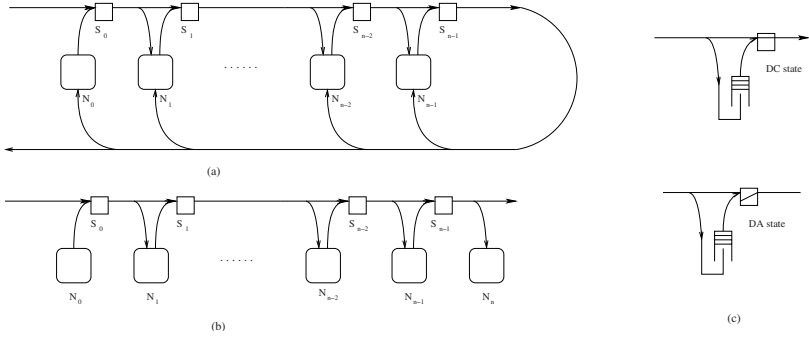 S0 S1 Sn−2 Sn−1
N0 N1 ...... Nn−2 Nn−1
(a)
S0 S1 Sn−2 Sn−1
......
N0 N1 Nn−2 Nn−1 Nn
(b)
DC state
DA state
(c)